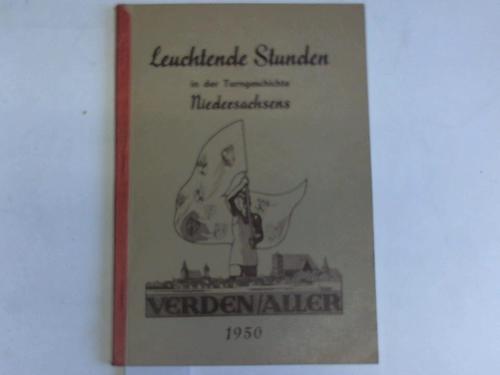 Leuchtende Stunden
in der Turngeschichte
Niedersachsens
VERDEN/ALLER
1950